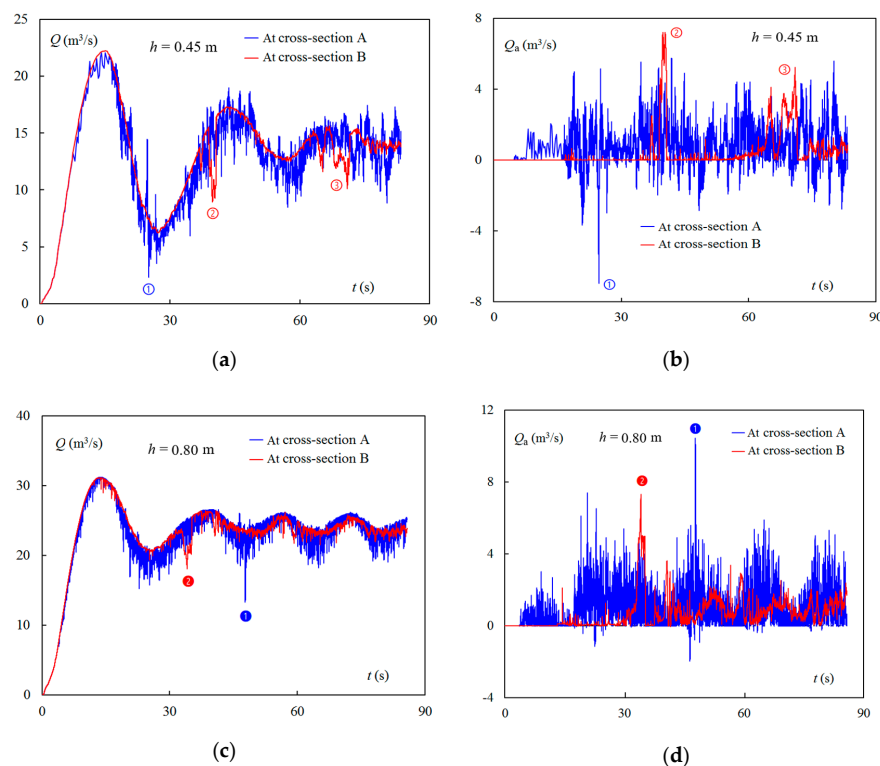 25
20
15
10
5
0
Q (m³/s)
h = 0.45 m
At cross-section A
At cross-section B
①
②
③
0
30
60
90
t (s)
(a)
8
4
0
-4
-8
Qa (m³/s)
②
h = 0.45 m
③
At cross-section A
At cross-section B
①
t (s)
0
30
60
90
(b)
40
30
20
10
0
Q (m³/s)
h = 0.80 m
At cross-section A
At cross-section B
❷
❶
t (s)
0
30
60
90
(c)
12
8
4
0
-4
Qa (m³/s)
h = 0.80 m
❶
At cross-section A
At cross-section B
❷
t (s)
0
30
60
90
(d)